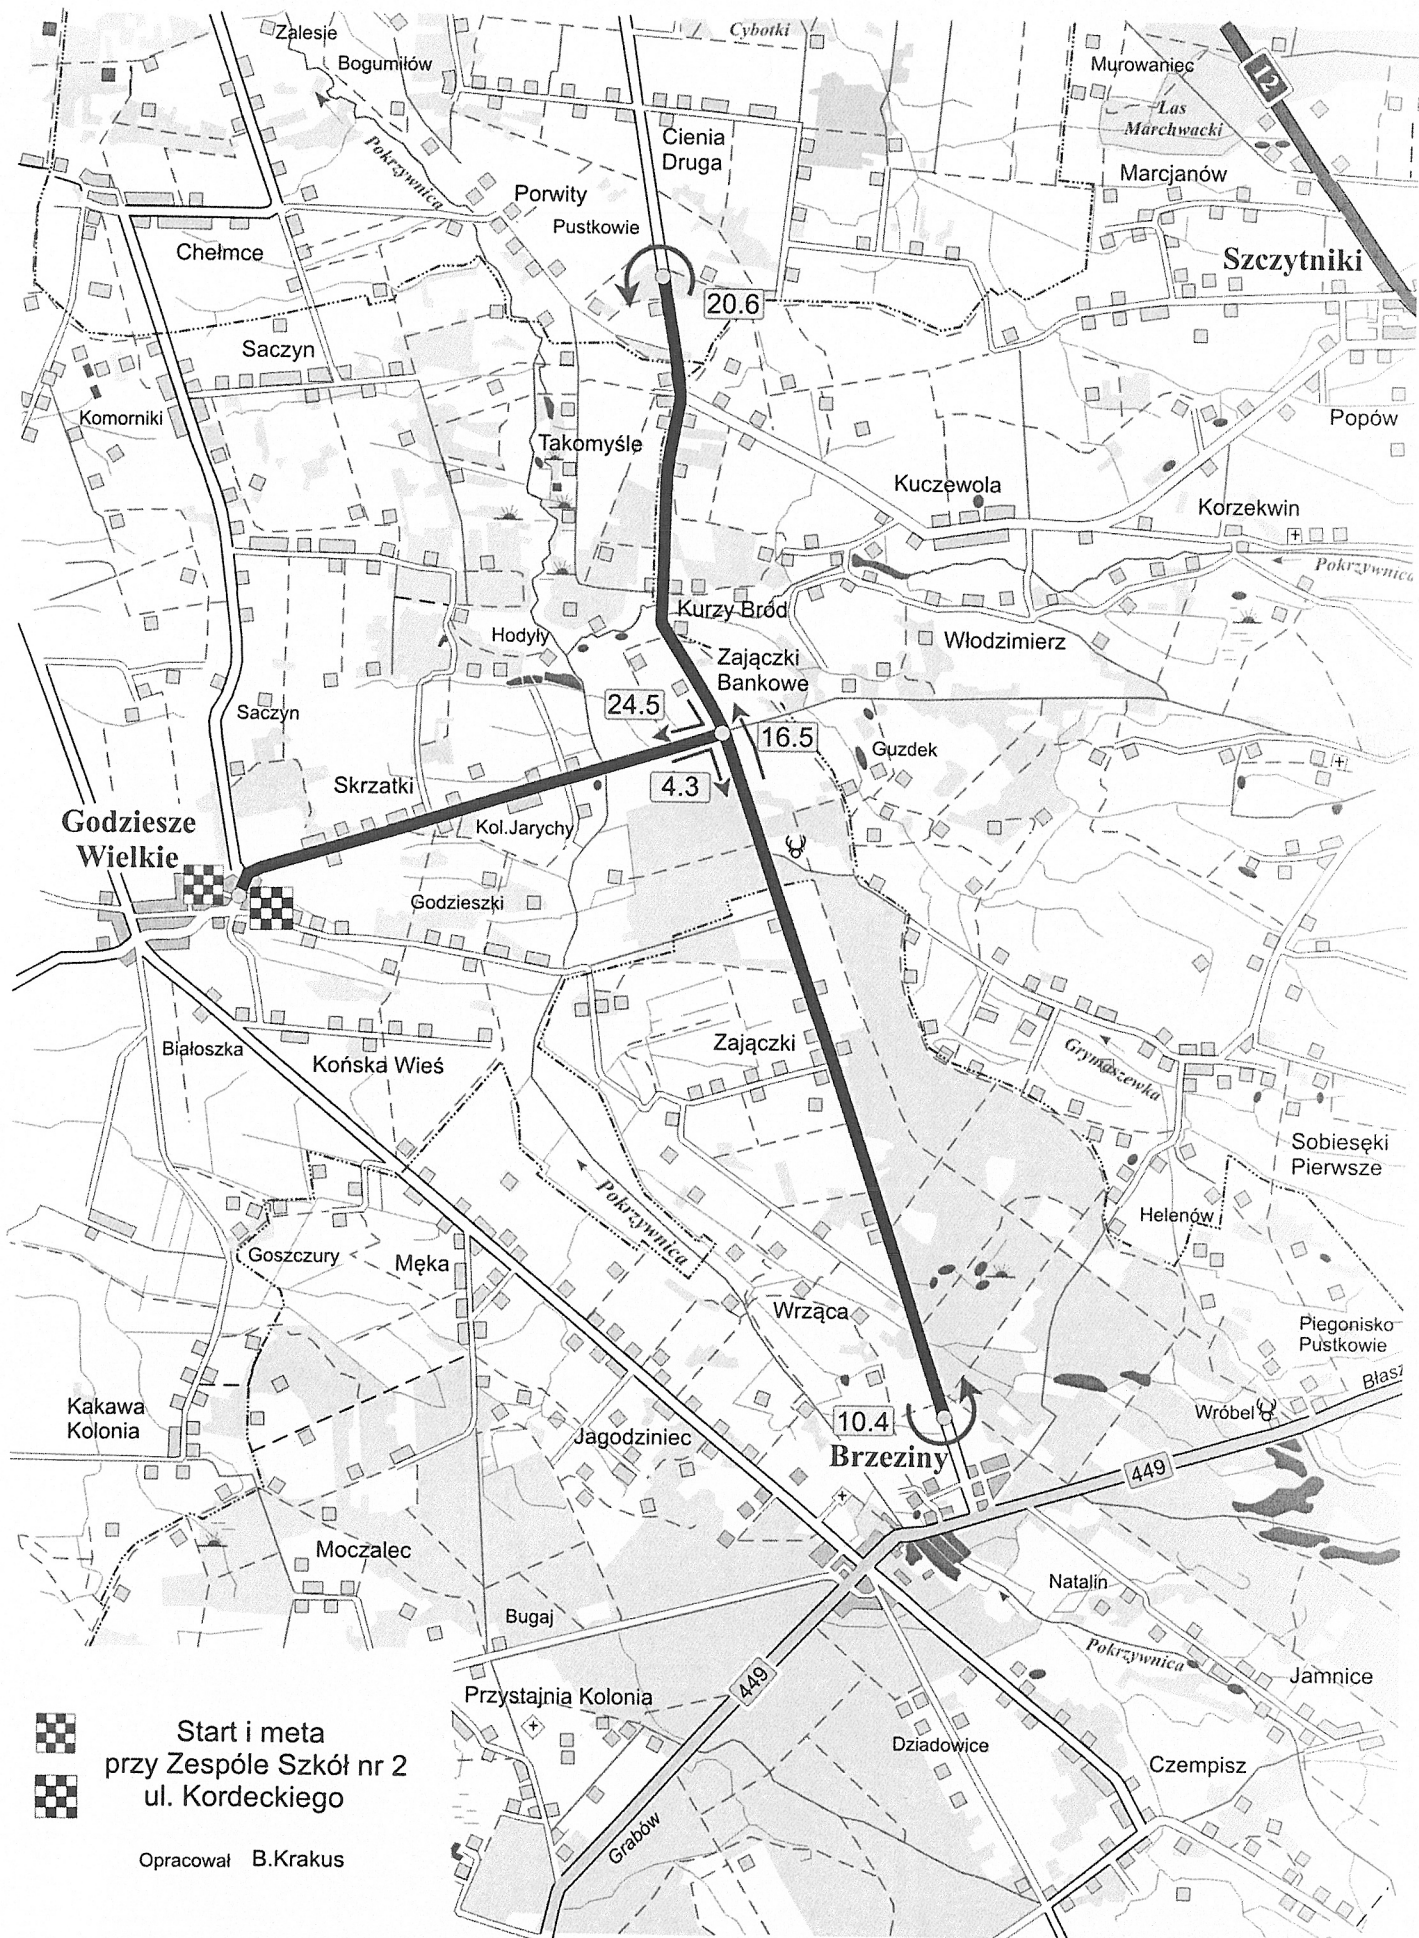 Zalesie
Bogumiłów
Cybotki
Murowaniec
12
Las
Marchwacki
Cienia
Druga
Pokrzywnica
Marcjanów
Porwity
Pustkowie
Chełmce
Szczytniki
20.6
Saczyn
Komorniki
Popów
Takomyśle
Kuczewola
Korzekwin
Pokrzywnica
Kurzy Bród
Hodyły
Włodzimierz
Zajączki
Bankowe
24.5
Saczyn
16.5
Guzdek
Skrzatki
4.3
Godziesze
Wielkie
Kol.Jarychy
Godzieszki
Białoszka
Końska Wieś
Zajączki
Grymaszewka
Sobiesęki
Pierwsze
Pokrzywnica
Helenów
Goszczury
Męka
Wrząca
Piegonisko
Pustkowie
Błasz
Kakawa
Kolonia
Wróbel
10.4
Jagodziniec
Brzeziny
449
Moczalec
Natalin
Bugaj
Pokrzywnica
Jamnice
449
Przystajnia Kolonia
Start i meta
przy Zespóle Szkół nr 2
ul. Kordeckiego
Dziadowice
Czempisz
Grabów
Opracował B.Krakus